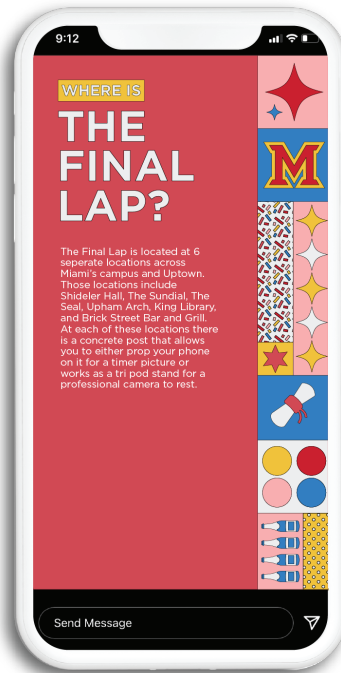 9:12
WHERE IS
THE
FINAL
LAP?
M
The Final Lap is located at 6
seperate locations across
Miami's campus and Uptown.
Those locations include
Shideler Hall, The Sundial, The
Seal, Upham Arch, King Library,
and Brick Street Bar and Grill.
At each of these locations there
is a concrete post that allows
you to either prop your phone
on it for a timer picture or
works as a tri pod stand for a
professional camera to rest.
Send Message